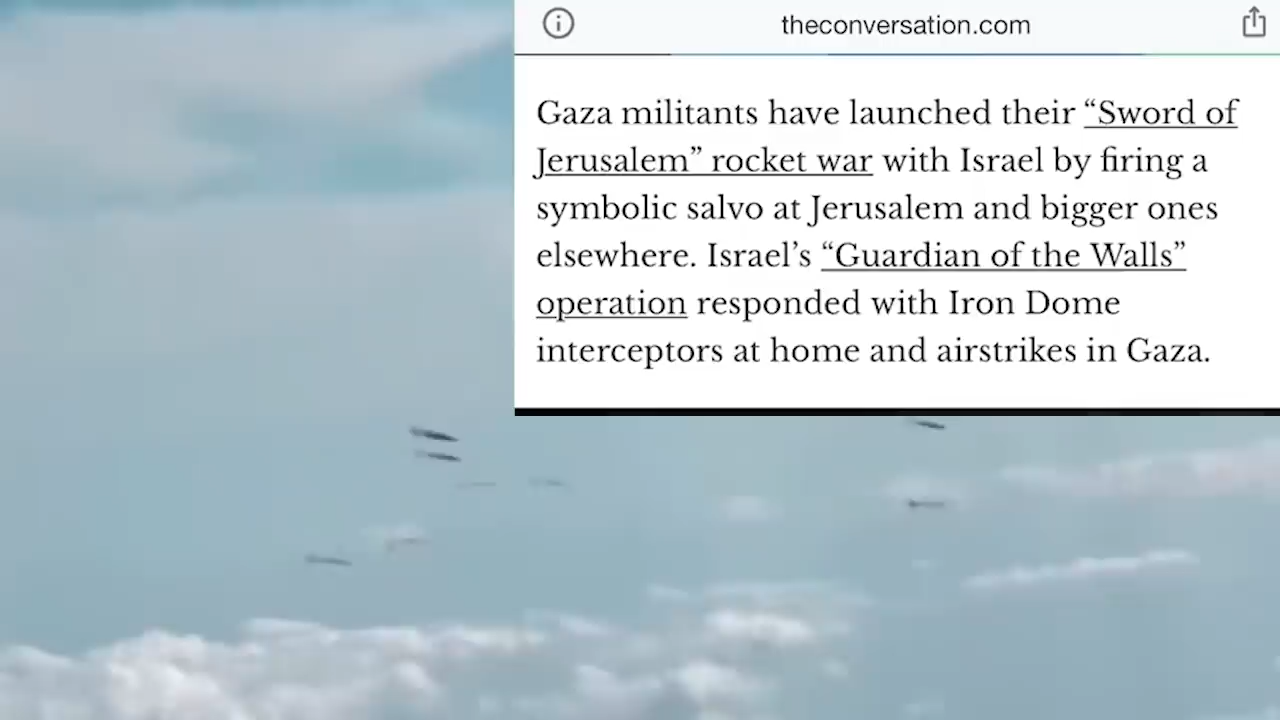 theconversation.com
Gaza militants have launched their “Sword of
Jerusalem” rocket war with Israel by firing a
symbolic salvo at Jerusalem and bigger ones
elsewhere. Israel’s “Guardian of the Walls”
operation responded with Iron Dome
interceptors at home and airstrikes in Gaza.